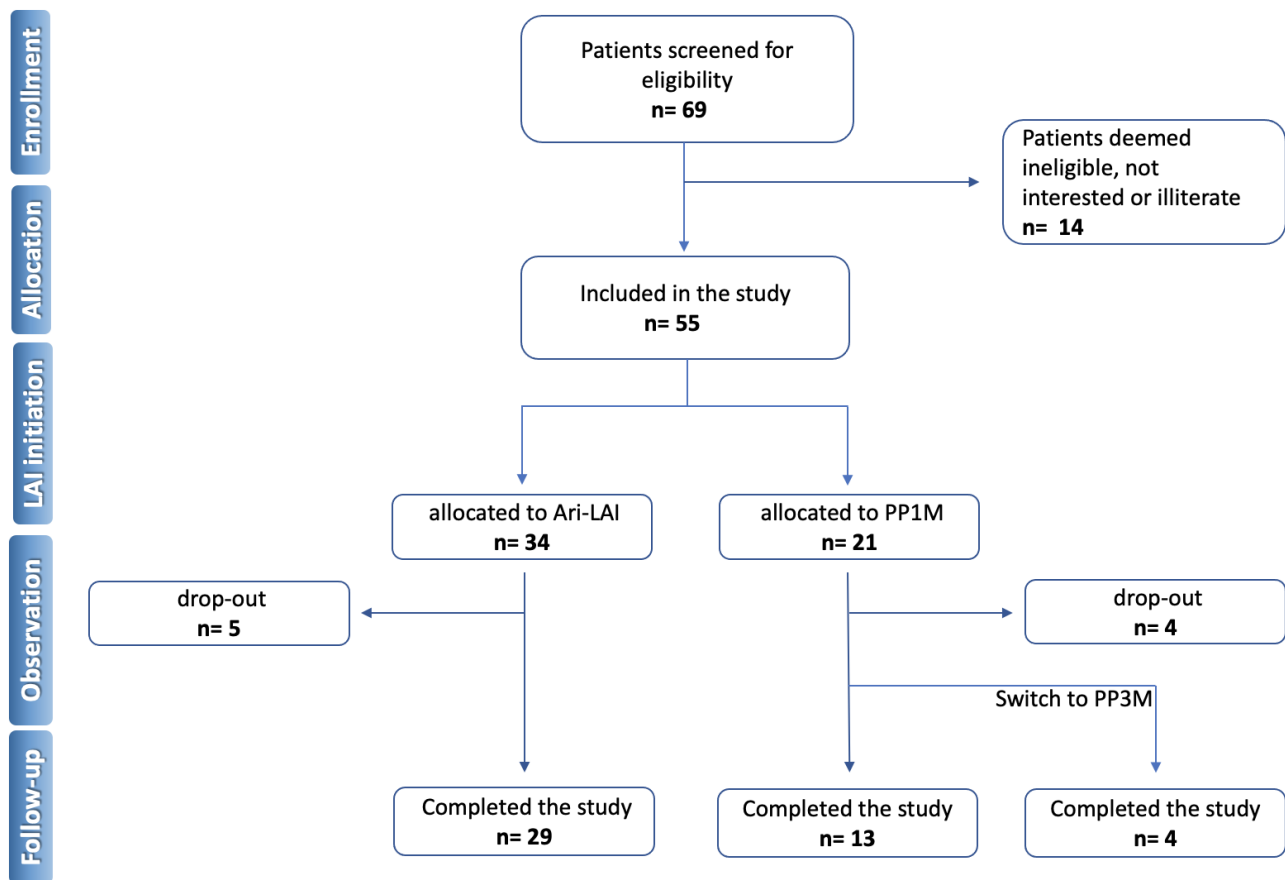 Enrollment
Patients screened for
eligibility
n= 69
Patients deemed
ineligible, not
interested or illiterate
n=  14
Allocation
Included in the study
n= 55
LAI initiation
allocated to Ari-LAI
n= 34
allocated to PP1M
n= 21
Observation
drop-out
n= 5
drop-out
n= 4
Switch to PP3M
Follow-up
Completed the study
n= 29
Completed the study
n= 13
Completed the study
n= 4